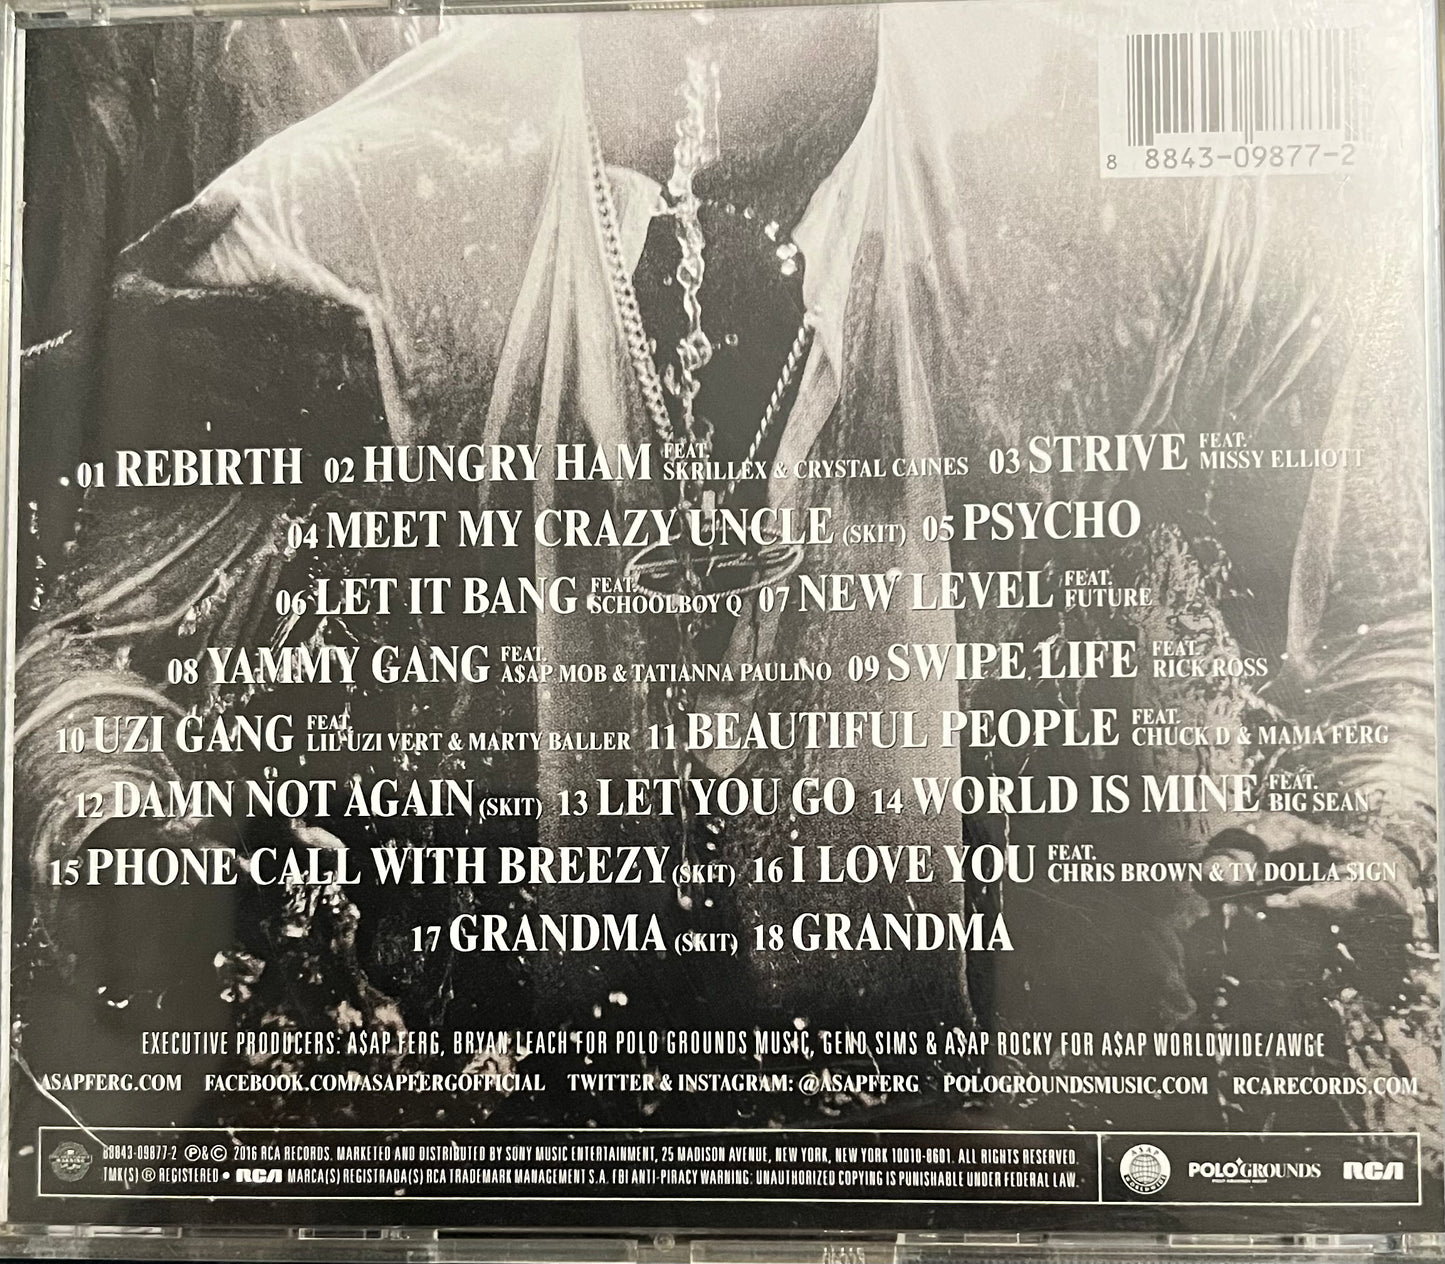 8 8843-09877-2
01 REBIRTH 02 HUNGRY HAM FEAT. SKRILLEX & CRYSTAL CAINES 03 STRIVE FEAT. MISSY ELLIOTT
04 MEET MY CRAZY UNCLE (SKIT) 05 PSYCHO
06 LET IT BANG FEAT. SCHOOLBOY Q 07 NEW LEVEL FEAT. FUTURE
08 YAMMY GANG FEAT. A$AP MOB & TATIANNA PAULINO 09 SWIPE LIFE FEAT. RICK ROSS
10 UZI GANG FEAT. LIL UZI VERT & MARTY BALLER 11 BEAUTIFUL PEOPLE FEAT. CHUCK D & MAMA FERG
12 DAMN NOT AGAIN (SKIT) 13 LET YOU GO 14 WORLD IS MINE FEAT. BIG SEAN
15 PHONE CALL WITH BREEZY (SKIT) 16 I LOVE YOU FEAT. CHRIS BROWN & TY DOLLA $IGN
17 GRANDMA (SKIT) 18 GRANDMA
EXECUTIVE PRODUCERS: A$AP FERG, BRYAN LEACH FOR POLO GROUNDS MUSIC, GENO SIMS & A$AP ROCKY FOR A$AP WORLDWIDE/AWGE
ASAPFERG.COM FACEBOOK.COM/ASAPFERGOFFICIAL TWITTER & INSTAGRAM: @ASAPFERG POLOGROUNDSMUSIC.COM RCARECORDS.COM
88843-09877-2 ℗&© 2016 RCA RECORDS. MARKETED AND DISTRIBUTED BY SONY MUSIC ENTERTAINMENT, 25 MADISON AVENUE, NEW YORK, NEW YORK 10010-8601. ALL RIGHTS RESERVED.
TMK(S) ® REGISTERED • RCA MARCA(S) REGISTRADA(S) RCA TRADEMARK MANAGEMENT S.A. FBI ANTI-PIRACY WARNING: UNAUTHORIZED COPYING IS PUNISHABLE UNDER FEDERAL LAW.
A$AP WORLDWIDE
POLO GROUNDS
RCA